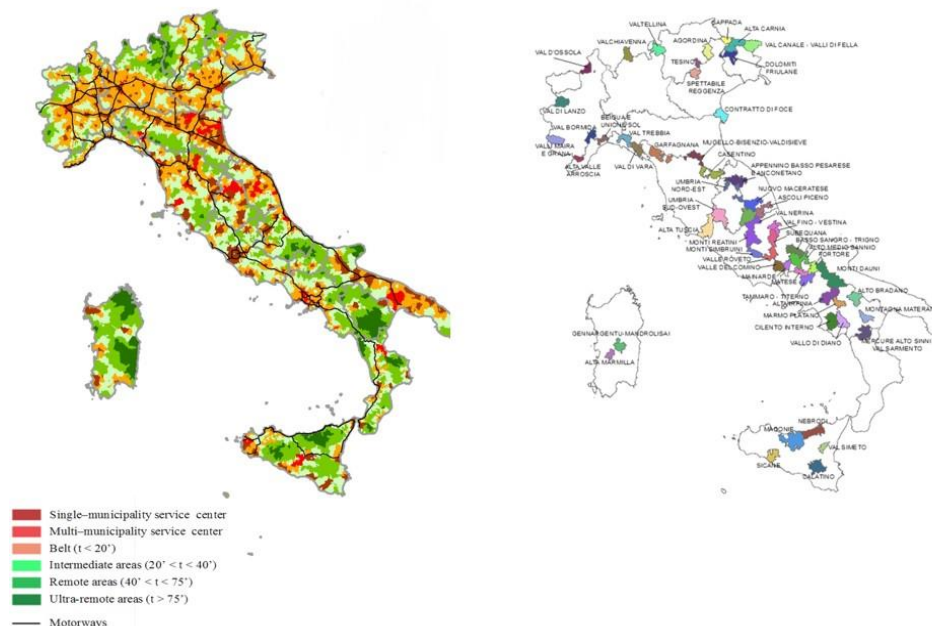 VALTELLINA
VALCHIAVENNA
VAL D'OSSOLA
AGORDINA
SAPPADA
ALTA CARNIA
VAL CANALE - VALLI DI FELLA
TESINO
SPETTABILE
REGGENZA
DOLOMITI
FRIULANE
VAL DI LANZO
CONTRATTO DI FOCE
VAL BORMIDA
BEIGUA E
UNIONE SOL
VAL TREBBIA
VALLI MAIRA
E GRANA
ALTA VALLE
ARROSCIA
VAL DI VARA
GARFAGNANA
MUGELLO-BISENZIO-VALDISIEVE
CASENTINO
APPENNINO BASSO PESARESE
E ANCONETANO
UMBRIA
NORD-EST
NUOVO MACERATESE
ASCOLI PICENO
UMBRIA
SUD-OVEST
VAL NERINA
VAL FINO - VESTINA
ALTA TUSCIA
SUBEQUANA
MONTI REATINI
MONTI SIMBRUINI
BASSO SANGRO - TRIGNO
ALTO MEDIO SANNIO
FORTORE
VALLE ROVETO
VALLE DEL COMINO
MAINARDE
MATESE
MONTI DAUNI
TAMMARO - TITERNO
ALTA IRPINIA
ALTO BRADANO
MARMO PLATANO
MONTAGNA MATERAN
CILENTO INTERNO
VALLO DI DIANO
MERCURE ALTO SINNI
VAL SARMENTO
GENNARGENTU-MANDROLISAI
ALTA MARMILLA
NEBRODI
MADONIE
VAL SIMETO
SICANE
CALATINO
Single–municipality service center
Multi–municipality service center
Belt (t < 20’)
Intermediate areas (20’ < t < 40’)
Remote areas (40’ < t < 75’)
Ultra-remote areas (t > 75’)
Motorways